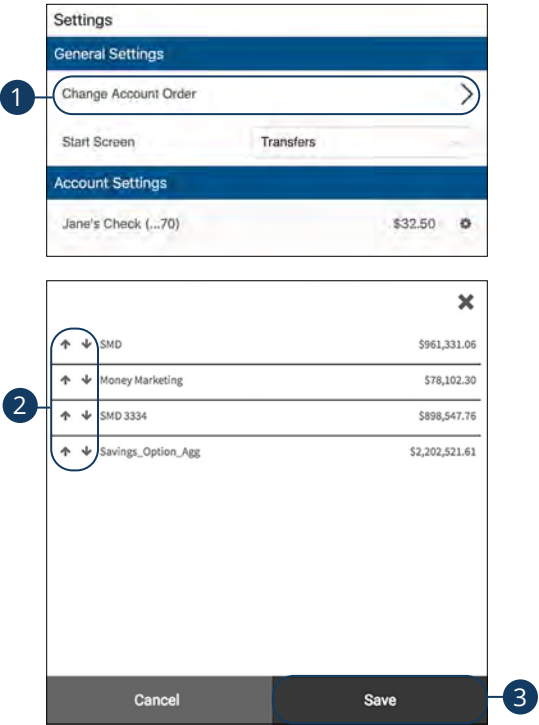 Settings
General Settings
1
Change Account Order
Start Screen Transfers
Account Settings
Jane's Check (...70) $32.50
2
SMD $961,331.06
Money Marketing $78,102.30
SMD 3334 $898,547.76
Savings_Option_Agg $2,202,521.61
Cancel Save 3